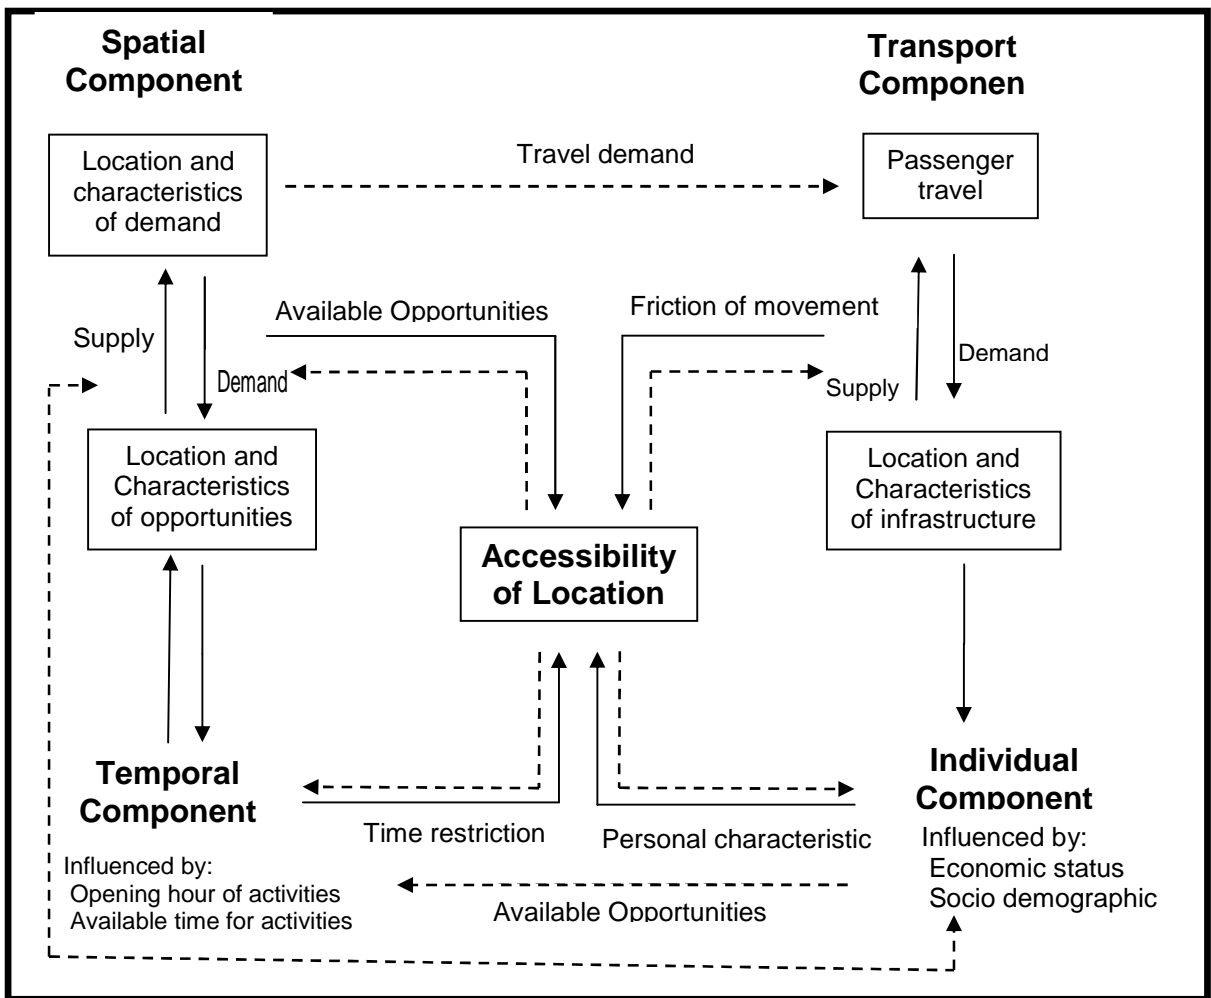 Spatial
Component
Transport
Componen
Location and
characteristics
of demand
Travel demand
Passenger
travel
Available Opportunities
Friction of movement
Supply
Demand
Demand
Supply
Location and
Characteristics
of opportunities
Location and
Characteristics
of infrastructure
Accessibility
of Location
Temporal
Component
Individual
Component
Time restriction
Personal characteristic
Influenced by:
Opening hour of activities
Available time for activities
Influenced by:
Economic status
Socio demographic
Available Opportunities